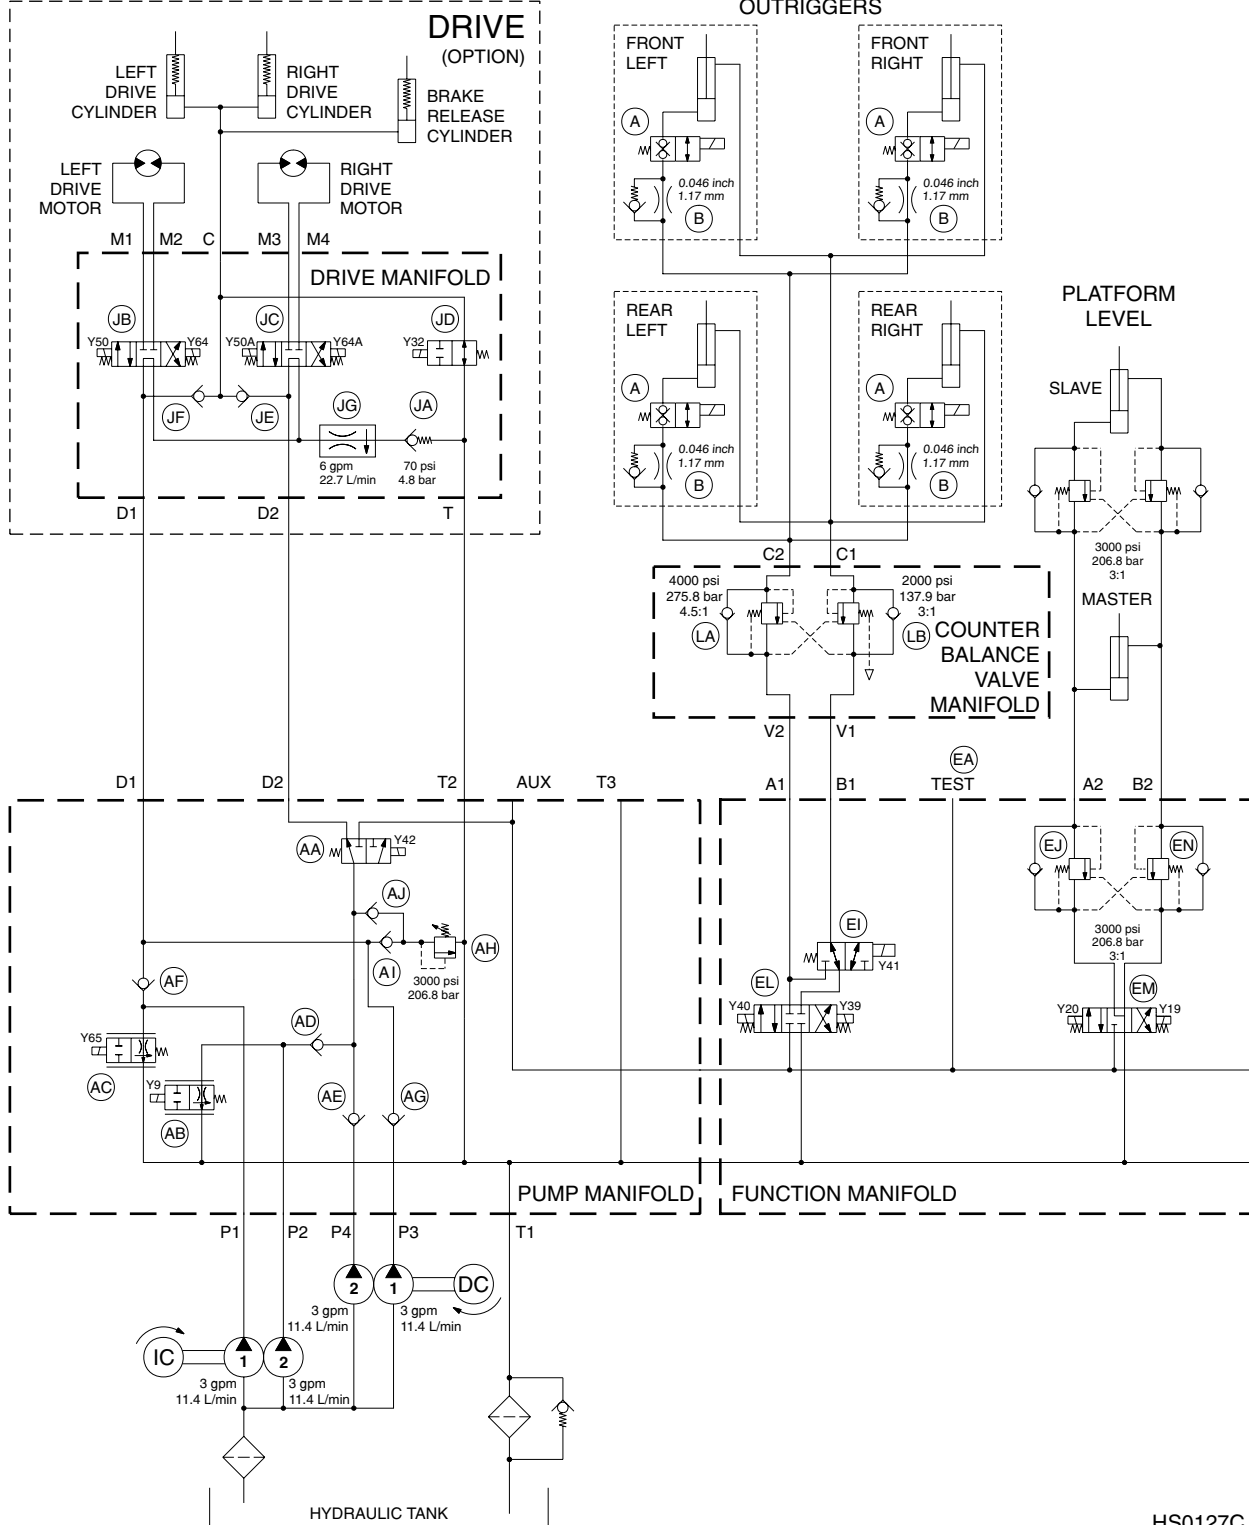 OUTRIGGERS
DRIVE
(OPTION)
LEFT
DRIVE
CYLINDER
RIGHT
DRIVE
CYLINDER
BRAKE
RELEASE
CYLINDER
LEFT
DRIVE
MOTOR
RIGHT
DRIVE
MOTOR
M1
M2
C
M3
M4
DRIVE MANIFOLD
JB
JC
JD
Y50
Y64
Y50A
Y64A
Y32
JF
JE
JG
JA
6 gpm
22.7 L/min
70 psi
4.8 bar
D1
D2
T
FRONT
LEFT
A
0.046 inch
1.17 mm
B
FRONT
RIGHT
A
0.046 inch
1.17 mm
B
REAR
LEFT
A
0.046 inch
1.17 mm
B
REAR
RIGHT
A
0.046 inch
1.17 mm
B
PLATFORM
LEVEL
SLAVE
3000 psi
206.8 bar
3:1
MASTER
C2
C1
4000 psi
275.8 bar
4.5:1
LA
2000 psi
137.9 bar
3:1
LB
COUNTER
BALANCE
VALVE
MANIFOLD
V2
V1
D1
D2
T2
AUX
T3
A1
B1
EA
TEST
A2
B2
AA
Y42
AJ
AI
AH
3000 psi
206.8 bar
AF
AD
Y65
AC
Y9
AB
AE
AG
PUMP MANIFOLD
EJ
EN
3000 psi
206.8 bar
3:1
EI
Y41
EL
Y40
Y39
EM
Y20
Y19
FUNCTION MANIFOLD
P1
P2
P4
P3
T1
2
1
DC
3 gpm
11.4 L/min
3 gpm
11.4 L/min
IC
1
2
3 gpm
11.4 L/min
3 gpm
11.4 L/min
HYDRAULIC TANK
HS0127C